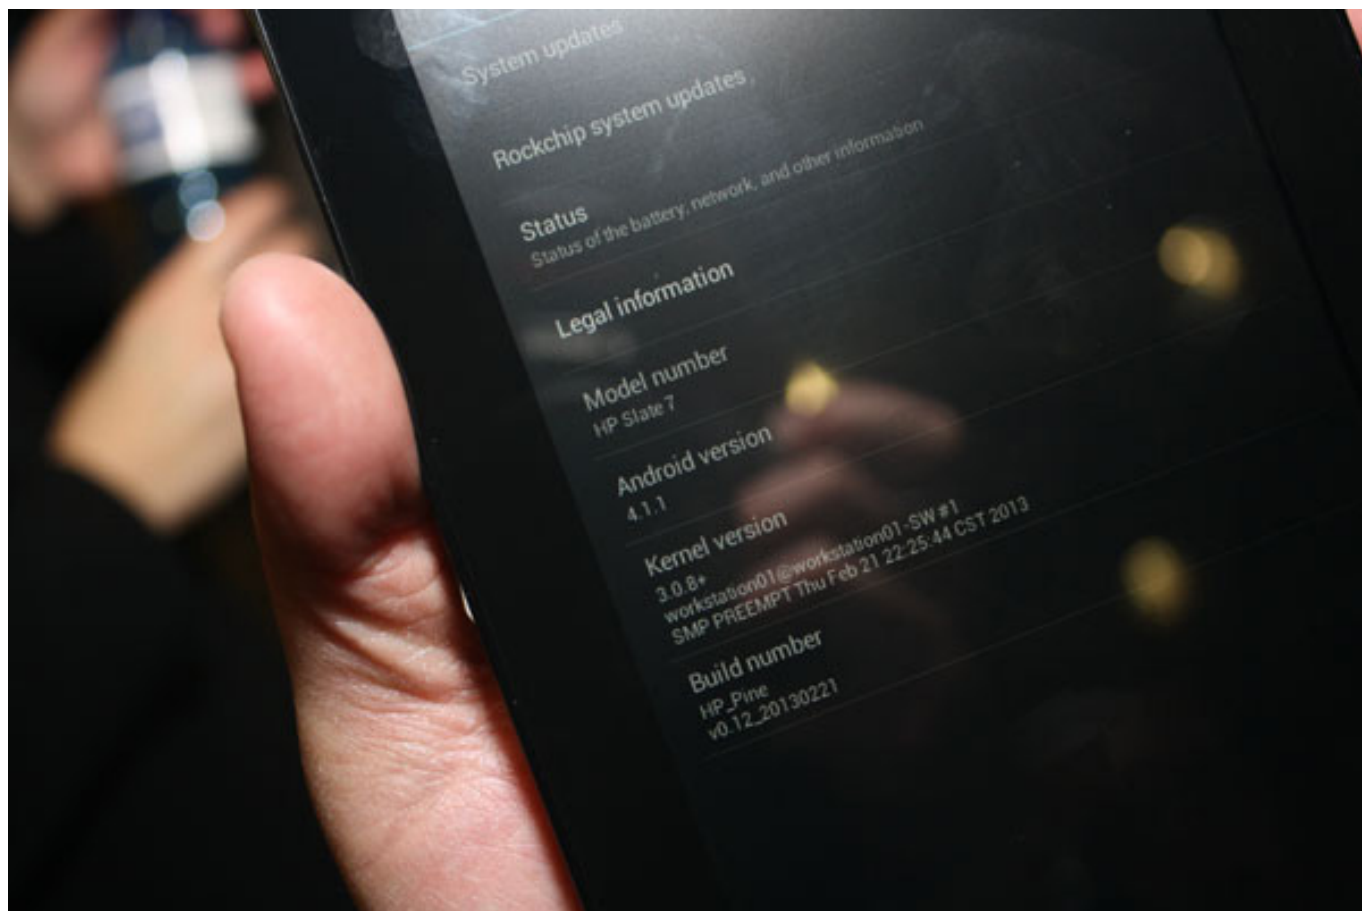 System updates
Rockchip system updates
Status
Status of the battery, network, and other information
Legal information
Model number
HP Slate 7
Android version
4.1.1
Kernel version
3.0.8+
workstation01@workstation01-SW #1
SMP PREEMPT Thu Feb 21 22:25:44 CST 2013
Build number
HP_Pine
v0.12_20130221